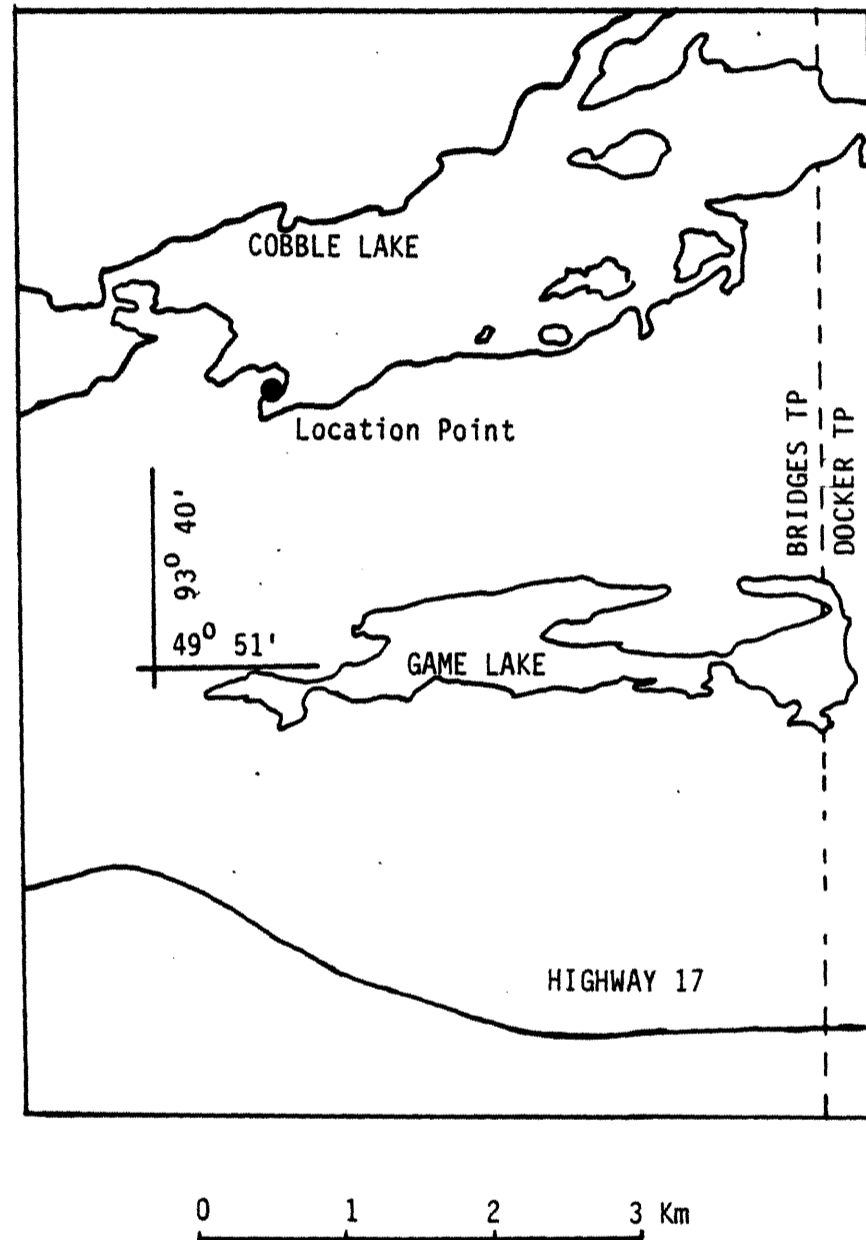 COBBLE LAKE
Location Point
BRIDGES TP
DOCKER TP
93° 40'
49° 51'
GAME LAKE
HIGHWAY 17
0 1 2 3 Km